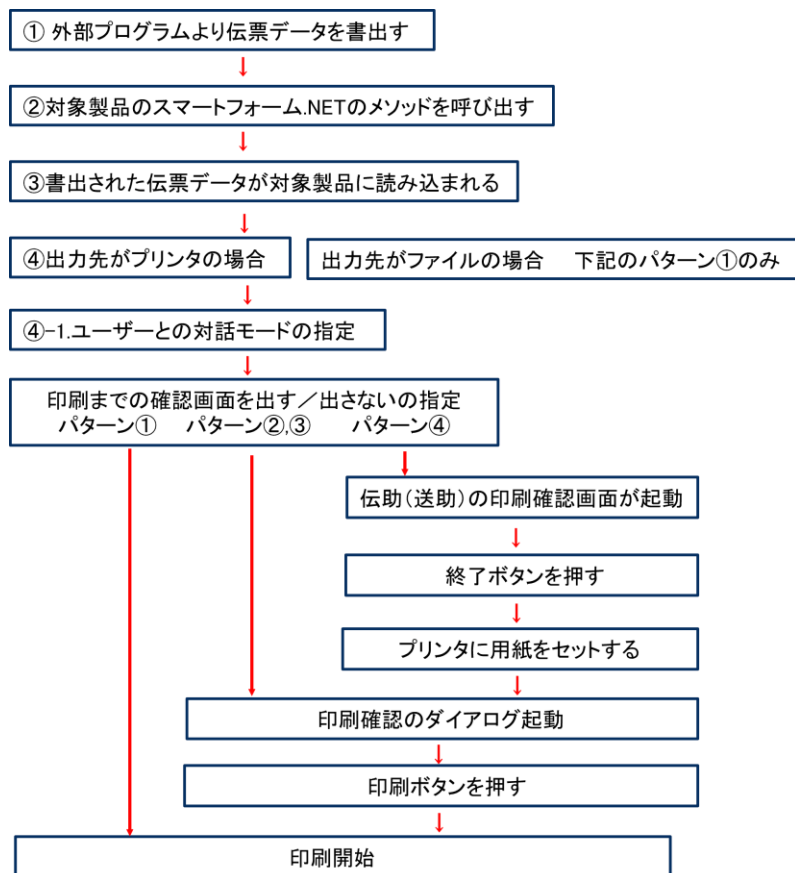 ① 外部プログラムより伝票データを書出す
②対象製品のスマートフォーム.NETのメソッドを呼び出す
③書出された伝票データが対象製品に読み込まれる
④出力先がプリンタの場合
出力先がファイルの場合　下記のパターン①のみ
④-1.ユーザーとの対話モードの指定
印刷までの確認画面を出す／出さないの指定
パターン①　パターン②,③　パターン④
伝助(送助)の印刷確認画面が起動
終了ボタンを押す
プリンタに用紙をセットする
印刷確認のダイアログ起動
印刷ボタンを押す
印刷開始